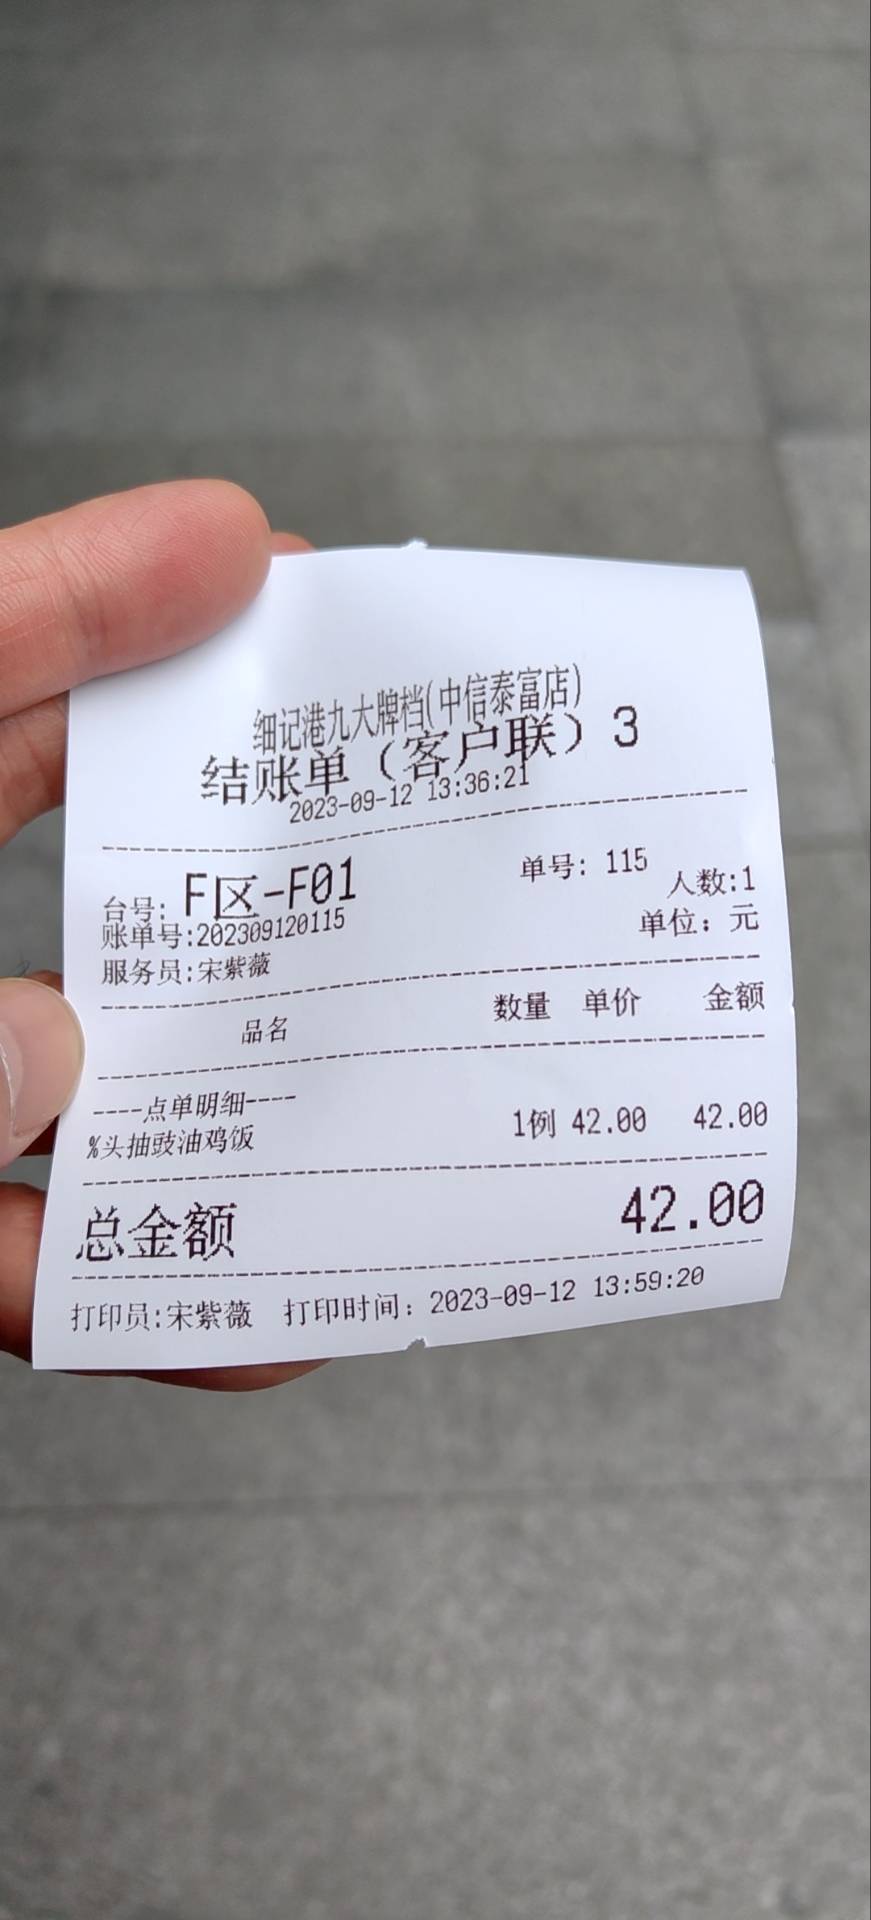 细记港九大牌档(中信泰富店)
结账单（客户联）3
2023-09-12 13:36:21
台号: F区-F01 单号: 115
账单号:202309120115 人数:1
服务员:宋紫薇 单位: 元
品名 数量 单价 金额
----点单明细----
%头抽豉油鸡饭 1例 42.00 42.00
总金额 42.00
打印员:宋紫薇 打印时间: 2023-09-12 13:59:20